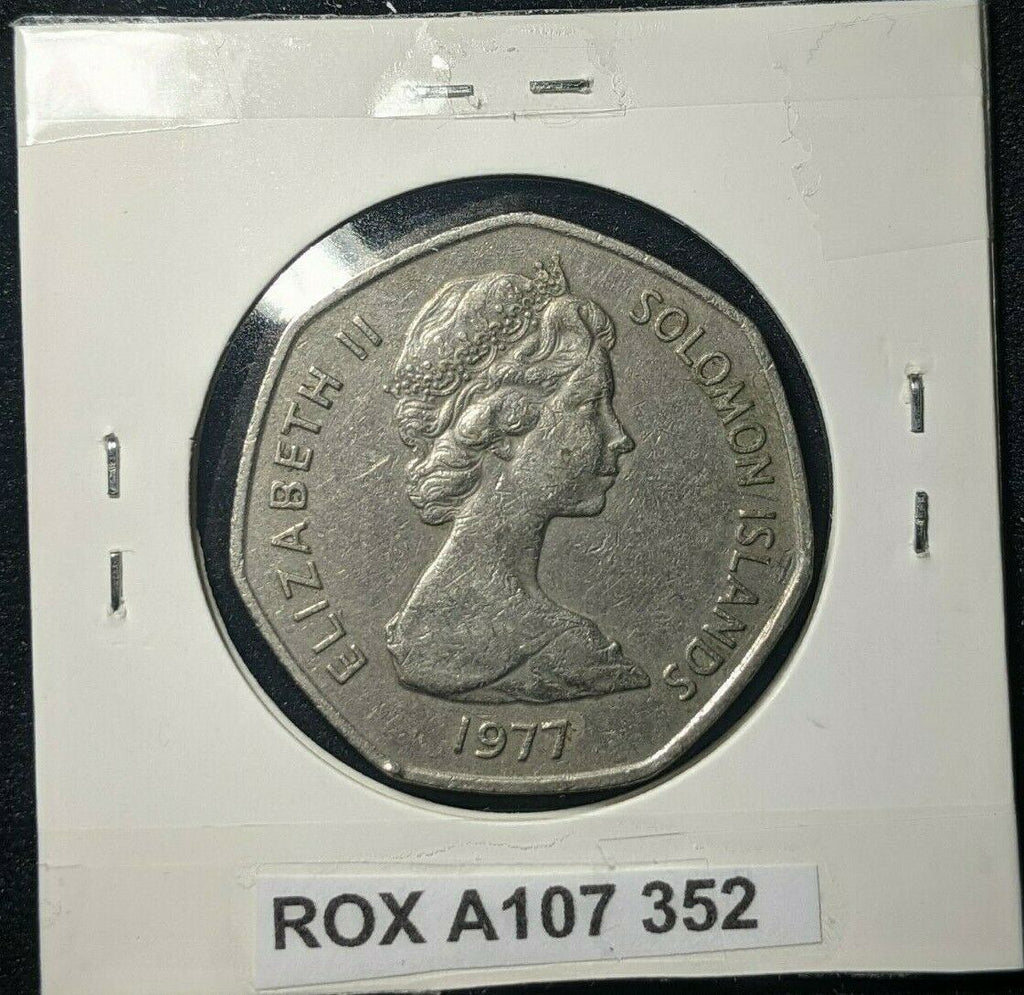 ELIZABETH II
SOLOMON ISLANDS
1977
ROX A107 352